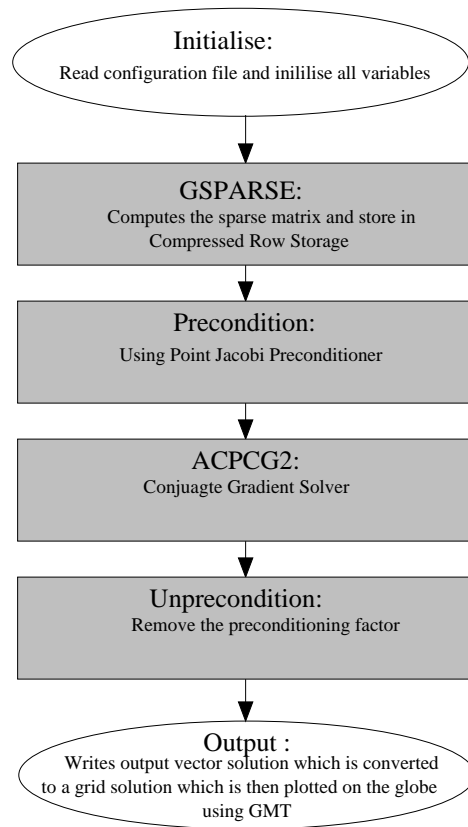 Initialise:
Read configuration file and inililise all variables
GSPARSE:
Computes the sparse matrix and store in
Compressed Row Storage
Precondition:
Using Point Jacobi Preconditioner
ACPCG2:
Conjuagte Gradient Solver
Unprecondition:
Remove the preconditioning factor
Output :
Writes output vector solution which is converted
to a grid solution which is then plotted on the globe
using GMT